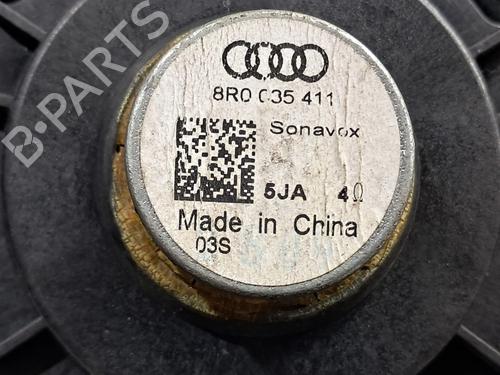 8R0 035 411
Sonavox
5JA 4Ω
Made in China
03S
B-PARTS